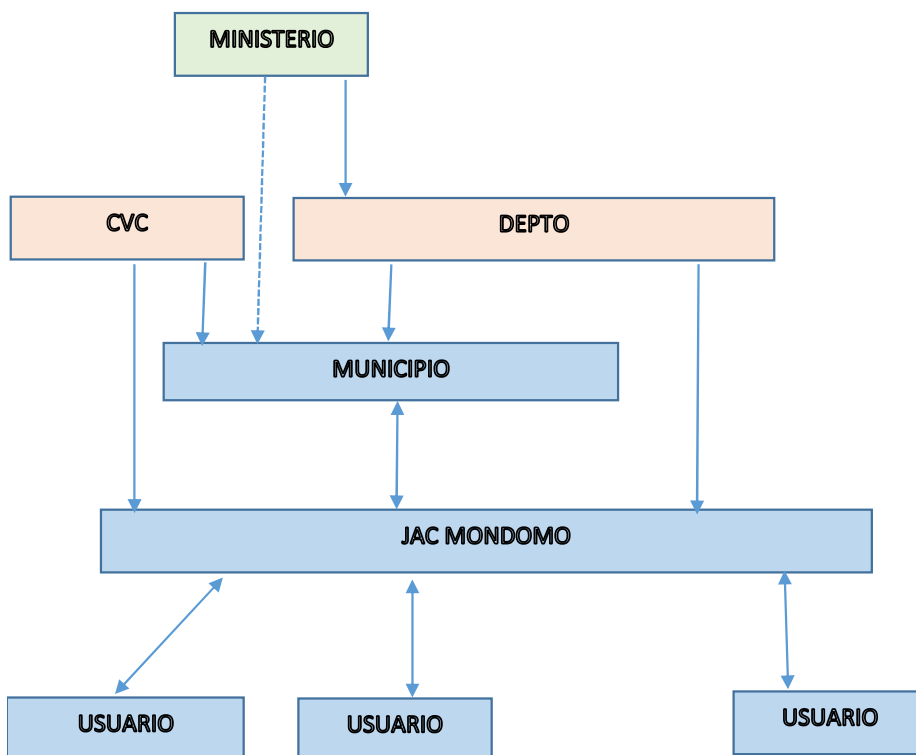 MINISTERIO
CVC
DEPTO
MUNICIPIO
JAC MONDOMO
USUARIO
USUARIO
USUARIO